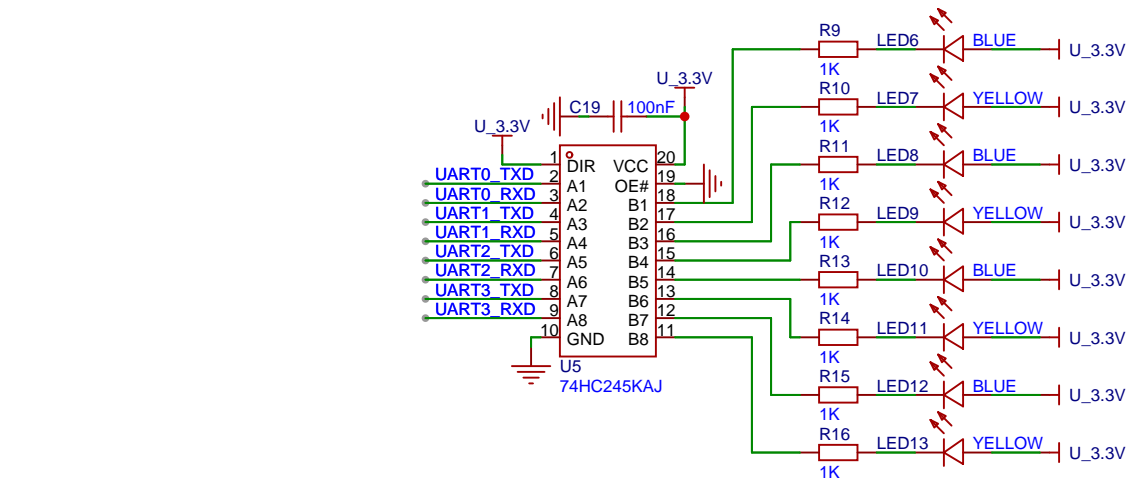 R9 LED6 BLUE U_3.3V
1K
R10 LED7 YELLOW U_3.3V
1K
U_3.3V
C19 100nF
U_3.3V
R11 LED8 BLUE U_3.3V
1K
1 DIR VCC 20
UART0_TXD 2 A1 OE# 19
UART0_RXD 3 A2 B1 18
UART1_TXD 4 A3 B2 17
UART1_RXD 5 A4 B3 16
UART2_TXD 6 A5 B4 15
UART2_RXD 7 A6 B5 14
UART3_TXD 8 A7 B6 13
UART3_RXD 9 A8 B7 12
10 GND B8 11
U5
74HC245KAJ
R12 LED9 YELLOW U_3.3V
1K
R13 LED10 BLUE U_3.3V
1K
R14 LED11 YELLOW U_3.3V
1K
R15 LED12 BLUE U_3.3V
1K
R16 LED13 YELLOW U_3.3V
1K